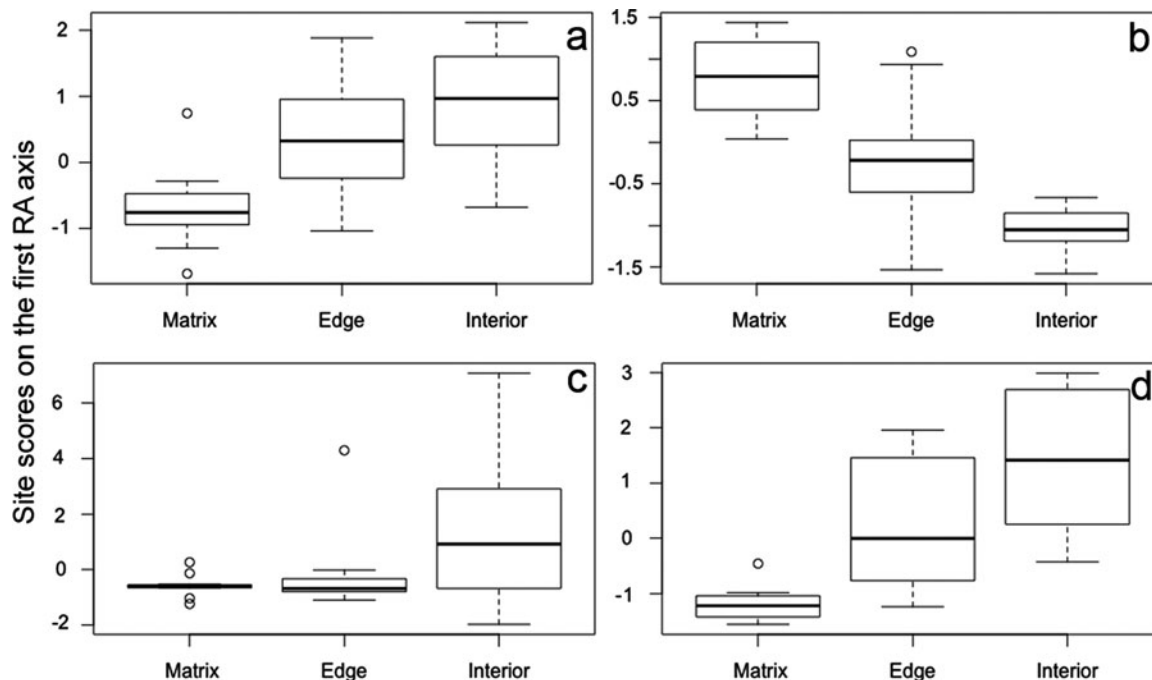 Site scores on the first RA axis
a
2
1
0
-1
Matrix Edge Interior
b
1.5
0.5
-0.5
-1.5
Matrix Edge Interior
c
6
4
2
0
-2
Matrix Edge Interior
d
3
2
1
0
-1
Matrix Edge Interior